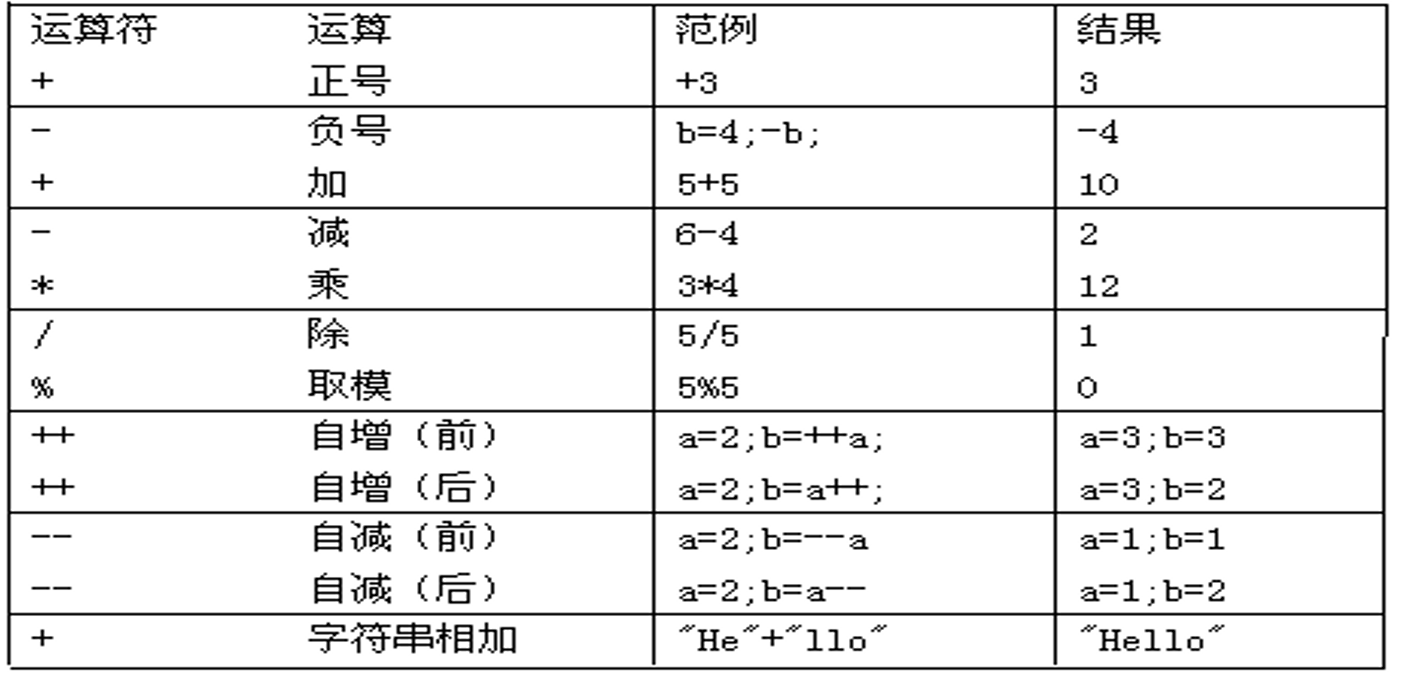 运算符 运算 范例 结果
+ 正号 +3 3
- 负号 b=4;-b; -4
+ 加 5+5 10
- 减 6-4 2
* 乘 3*4 12
/ 除 5/5 1
% 取模 5%5 0
++ 自增（前） a=2;b=++a; a=3;b=3
++ 自增（后） a=2;b=a++; a=3;b=2
-- 自减（前） a=2;b=--a a=1;b=1
-- 自减（后） a=2;b=a-- a=1;b=2
+ 字符串相加 "He"+"llo" "Hello"